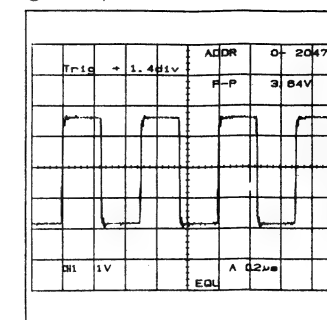 ADDR 0- 2047
Trig + 1.4div
P-P 3.64V
CH1 1V A 0.2µs
EQU